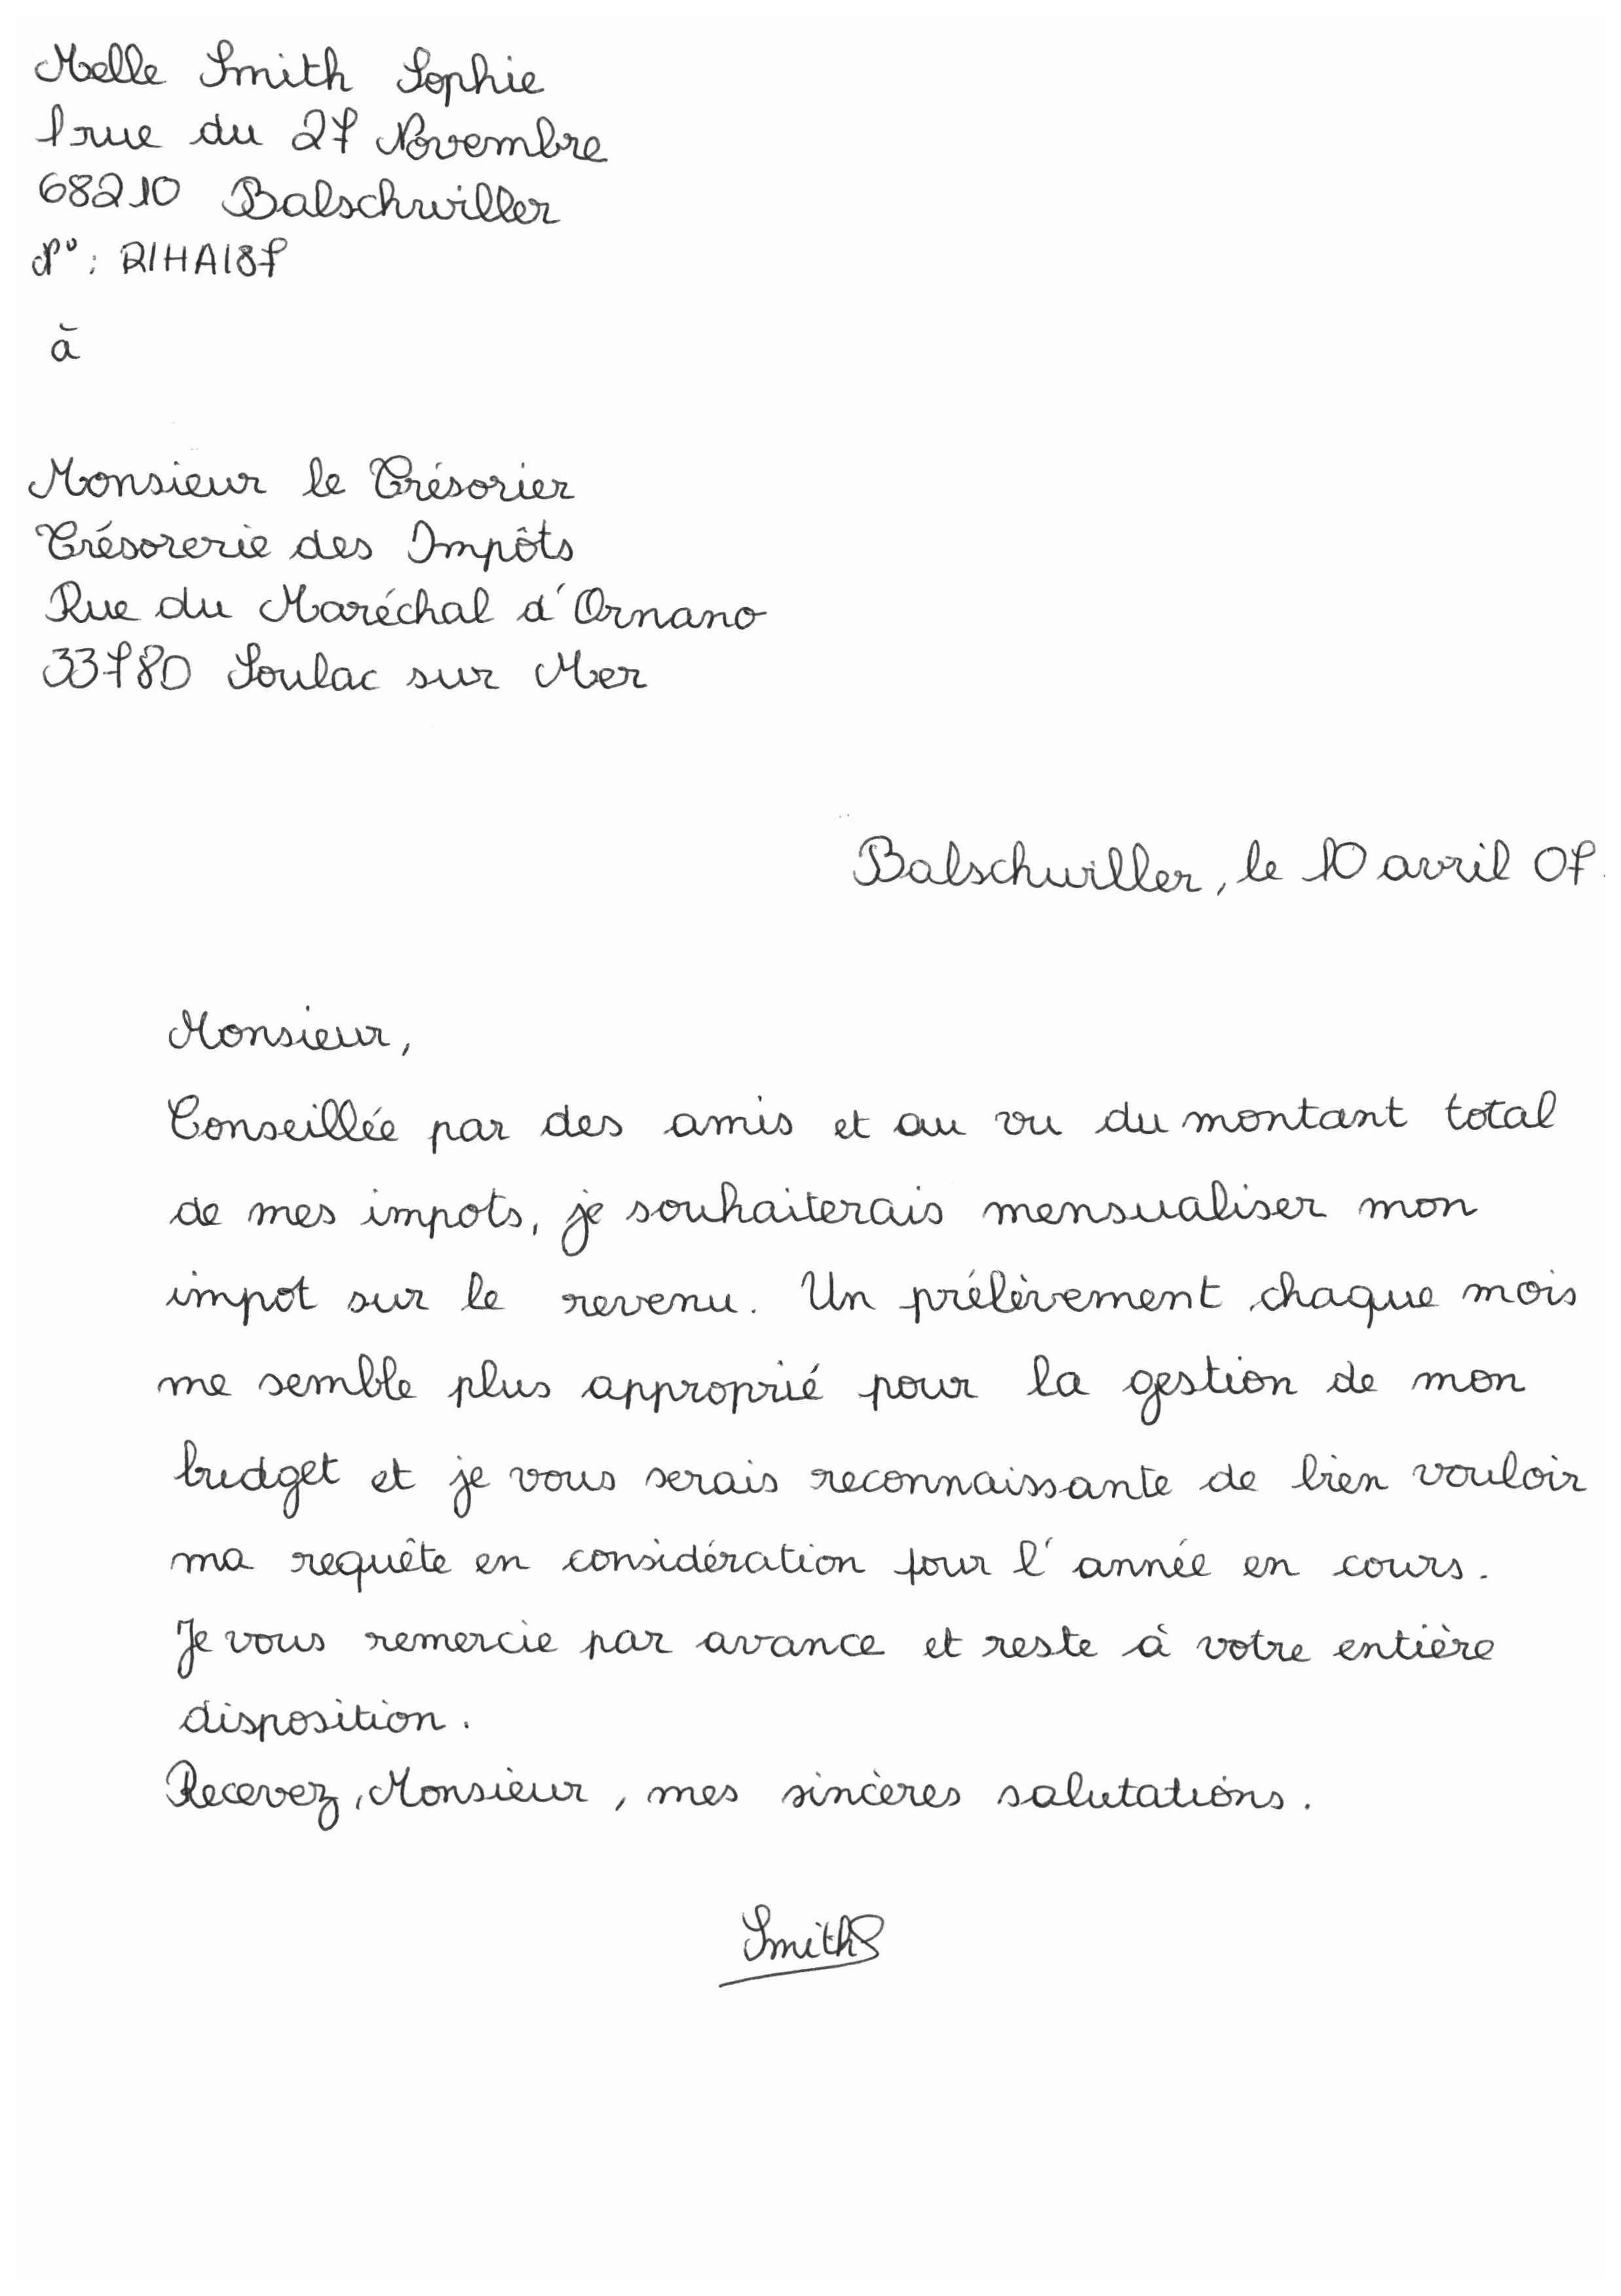 Melle Smith Sophie
1 rue du 27 Novembre
68210 Balschwiller
N° : RIHA187
à
Monsieur le Trésorier
Trésorerie des Impôts
Rue du Maréchal d'Ornano
33780 Soulac sur Mer
Balschwiller, le 10 avril 07.
Monsieur,
Conseillée par des amis et au vu du montant total
de mes impots, je souhaiterais mensualiser mon
impot sur le revenu. Un prélèvement chaque mois
me semble plus approprié pour la gestion de mon
budget et je vous serais reconnaissante de bien vouloir
ma requête en considération pour l'année en cours.
Je vous remercie par avance et reste à votre entière
disposition.
Recevez, Monsieur, mes sincères salutations.
SmithS